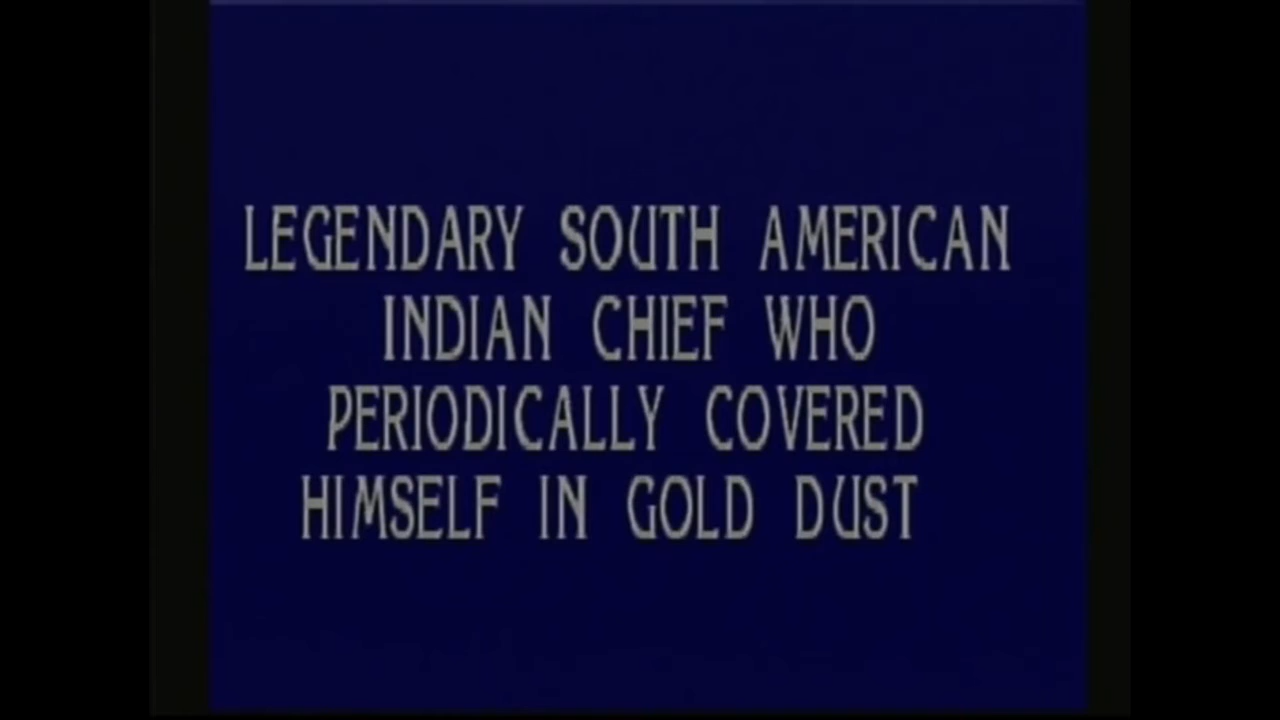 LEGENDARY SOUTH AMERICAN
INDIAN CHIEF WHO
PERIODICALLY COVERED
HIMSELF IN GOLD DUST